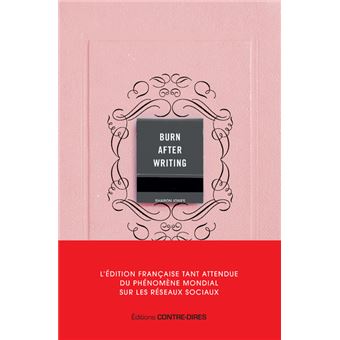 BURN
AFTER
WRITING
SHARON JONES
L'ÉDITION FRANÇAISE TANT ATTENDUE
DU PHÉNOMÈNE MONDIAL
SUR LES RÉSEAUX SOCIAUX
Éditions CONTRE-DIRES